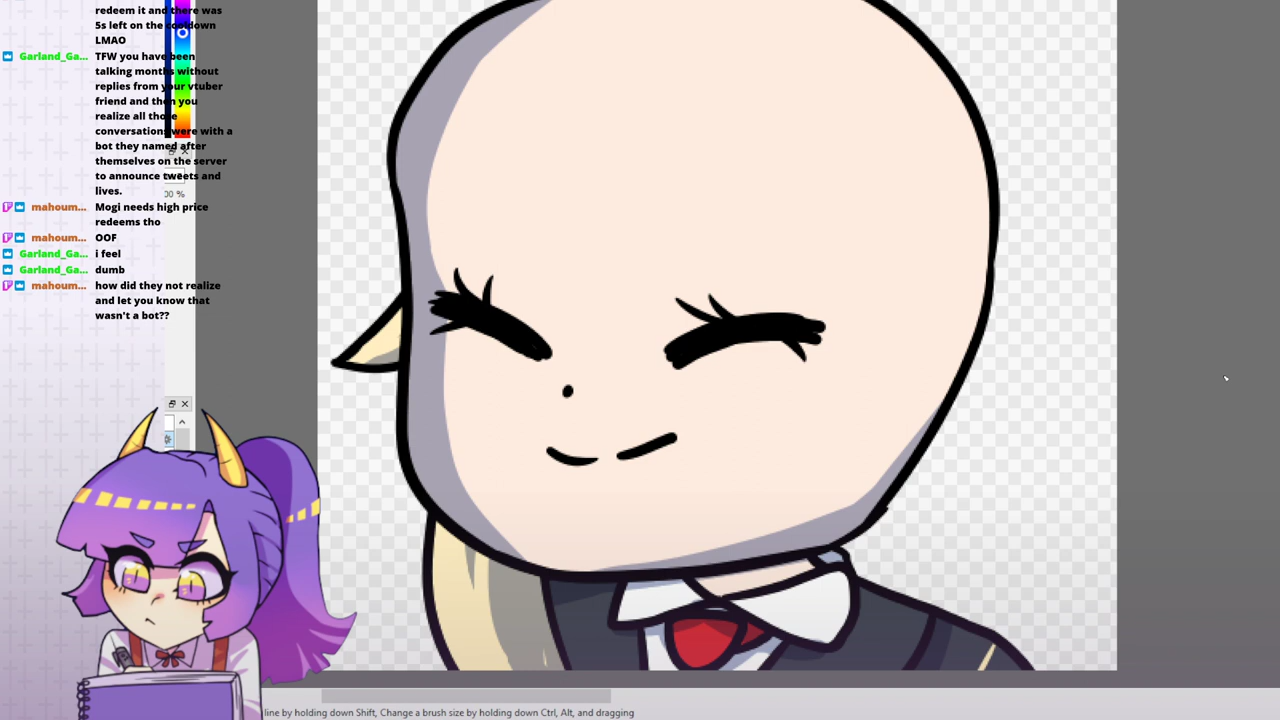 redeem it and there was
5s left on the cooldown
LMAO
Garland_Ga... TFW you have been
talking months without
replies from your vtuber
friend and then you
realize all those
conversations were with a
bot they named after
themselves on the server
to announce tweets and
lives.
00 %
mahoum... Mogi needs high price
redeems tho
mahoum... OOF
Garland_Ga... i feel
Garland_Ga... dumb
mahoum... how did they not realize
and let you know that
wasn't a bot??
line by holding down Shift, Change a brush size by holding down Ctrl, Alt, and dragging